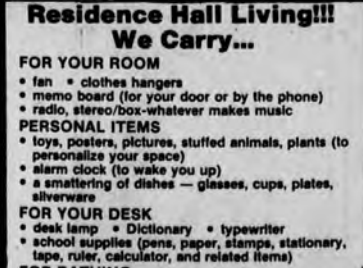 Residence Hall Living!!!
We Carry...
FOR YOUR ROOM
• fan • clothes hangers
• memo board (for your door or by the phone)
• radio, stereo/box-whatever makes music
PERSONAL ITEMS
• toys, posters, pictures, stuffed animals, plants (to
personalize your space)
• alarm clock (to wake you up)
• a smattering of dishes — glasses, cups, plates,
silverware
FOR YOUR DESK
• desk lamp • Dictionary • typewriter
• school supplies (pens, paper, stamps, stationary,
tape, ruler, calculator, and related items)